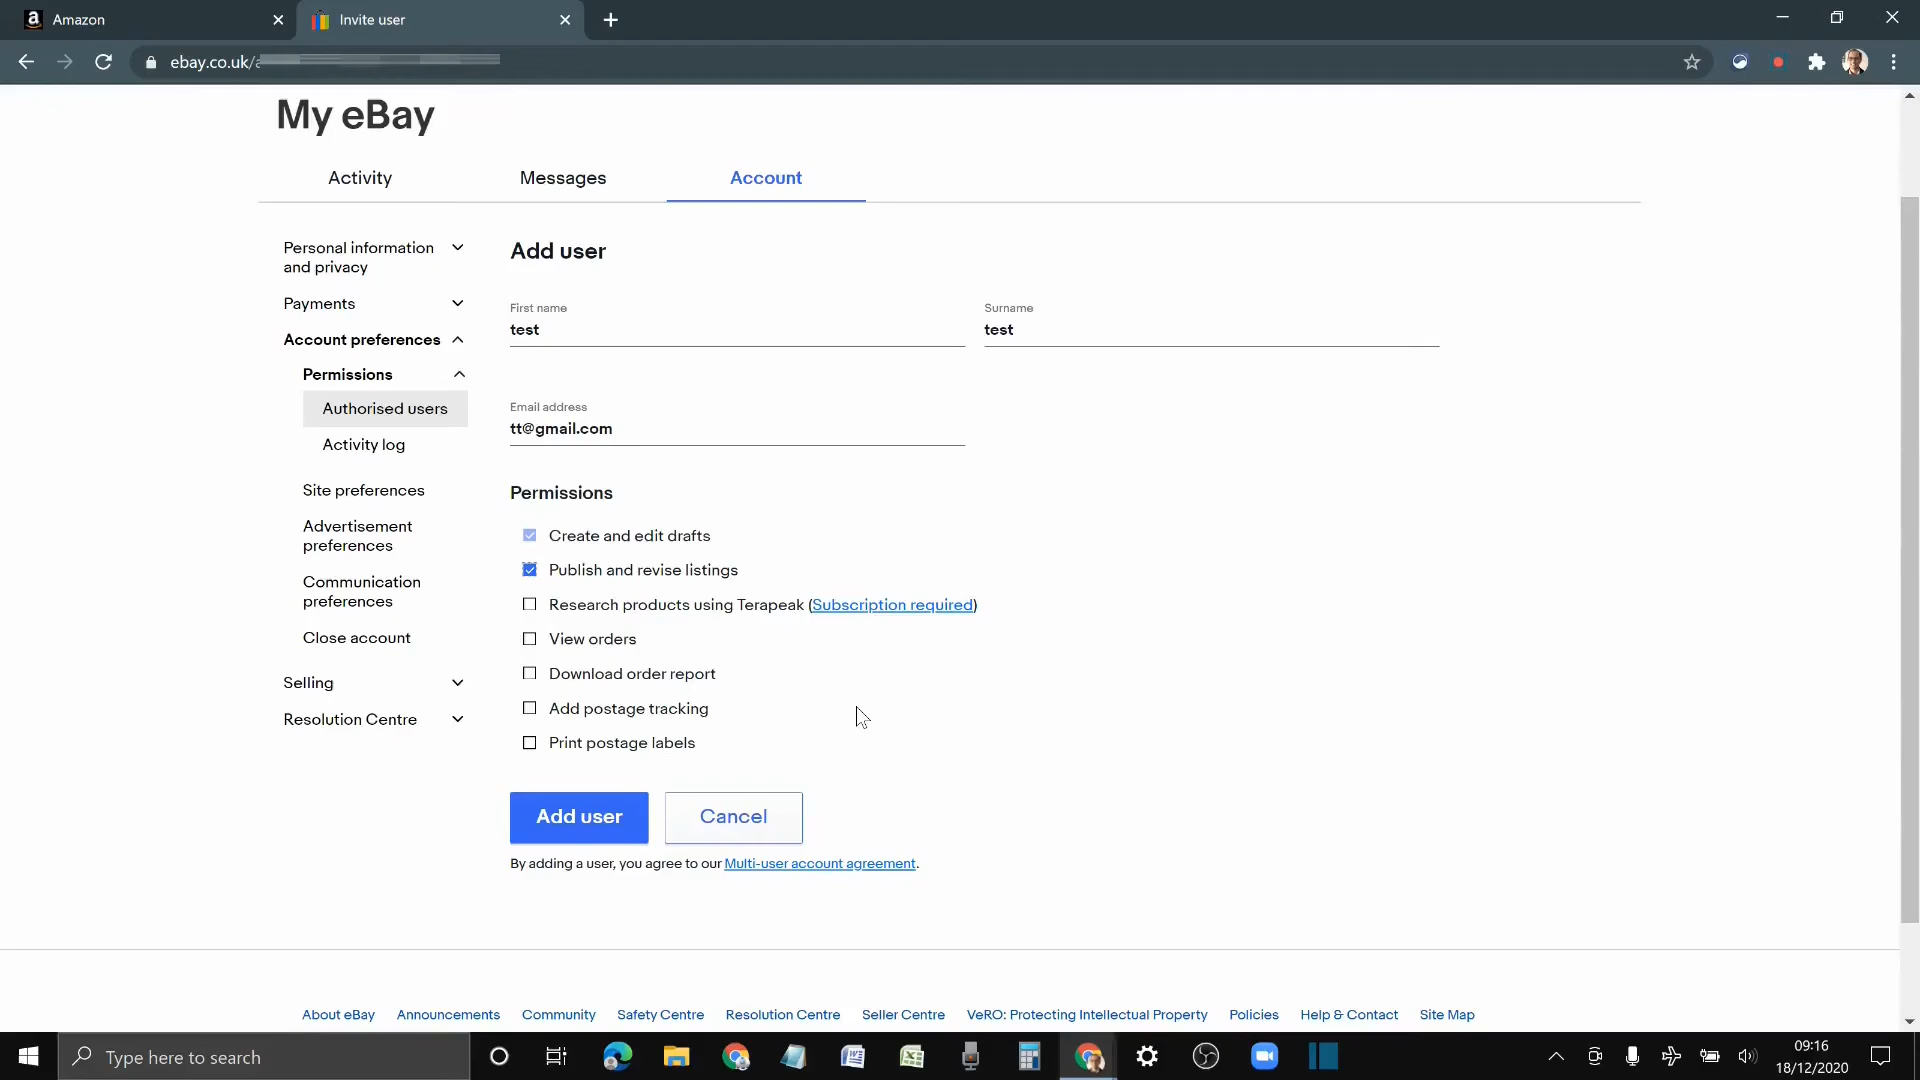 Amazon
Invite user
ebay.co.uk/
My eBay
Activity
Messages
Account
Personal information
and privacy
Payments
Account preferences
Permissions
Authorised users
Activity log
Site preferences
Advertisement
preferences
Communication
preferences
Close account
Selling
Resolution Centre
Add user
First name
test
Surname
test
Email address
tt@gmail.com
Permissions
Create and edit drafts
Publish and revise listings
Research products using Terapeak (Subscription required)
View orders
Download order report
Add postage tracking
Print postage labels
Add user
Cancel
By adding a user, you agree to our Multi-user account agreement.
About eBay
Announcements
Community
Safety Centre
Resolution Centre
Seller Centre
VeRO: Protecting Intellectual Property
Policies
Help & Contact
Site Map
Type here to search
09:16
18/12/2020